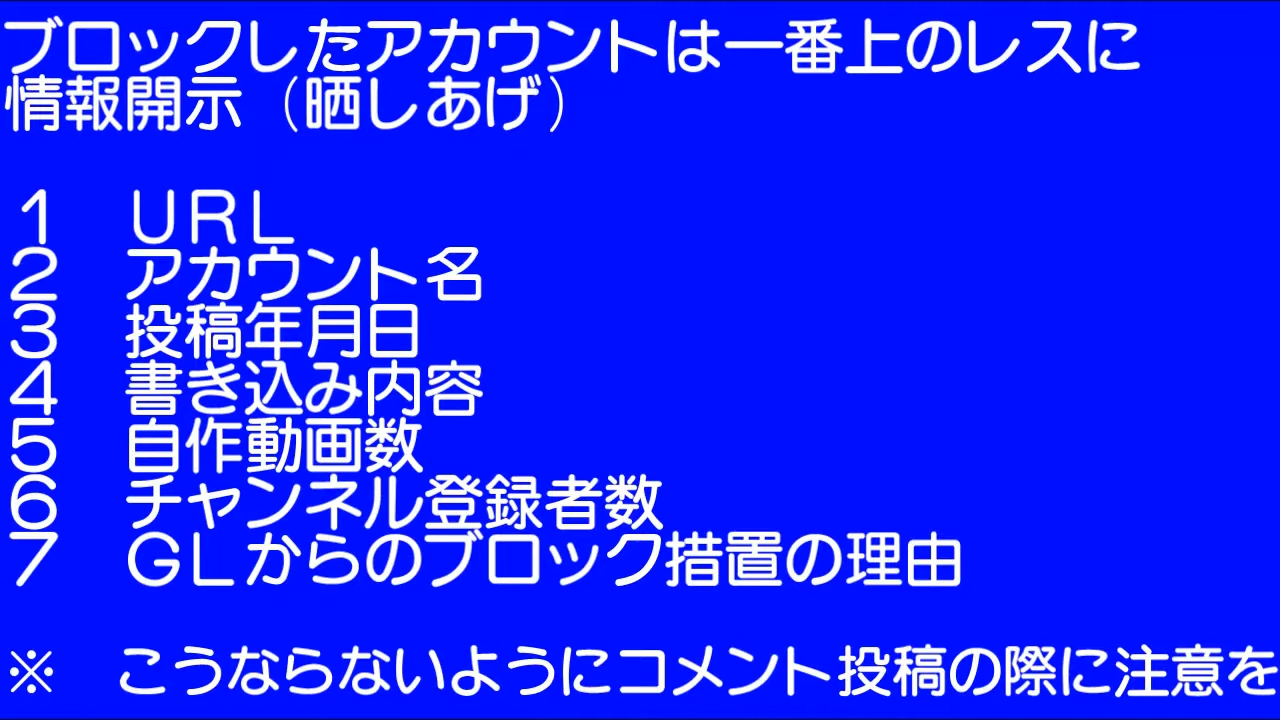 ブロックしたアカウントは一番上のレスに
情報開示（晒しあげ）
１　ＵＲＬ
２　アカウント名
３　投稿年月日
４　書き込み内容
５　自作動画数
６　チャンネル登録者数
７　ＧＬからのブロック措置の理由
※　こうならないようにコメント投稿の際に注意を